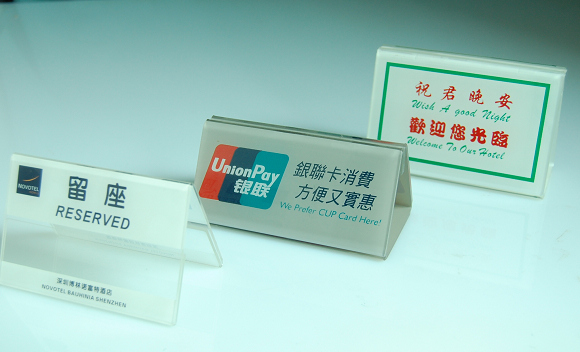 NOVOTEL
留座
RESERVED
深圳博林諾富特酒店
NOVOTEL BAUHINIA SHENZHEN
UnionPay
银联
銀聯卡消費
方便又實惠
We Prefer CUP Card Here!
祝君晚安
Wish A good Night
歡迎您光臨
Welcome To Our Hotel